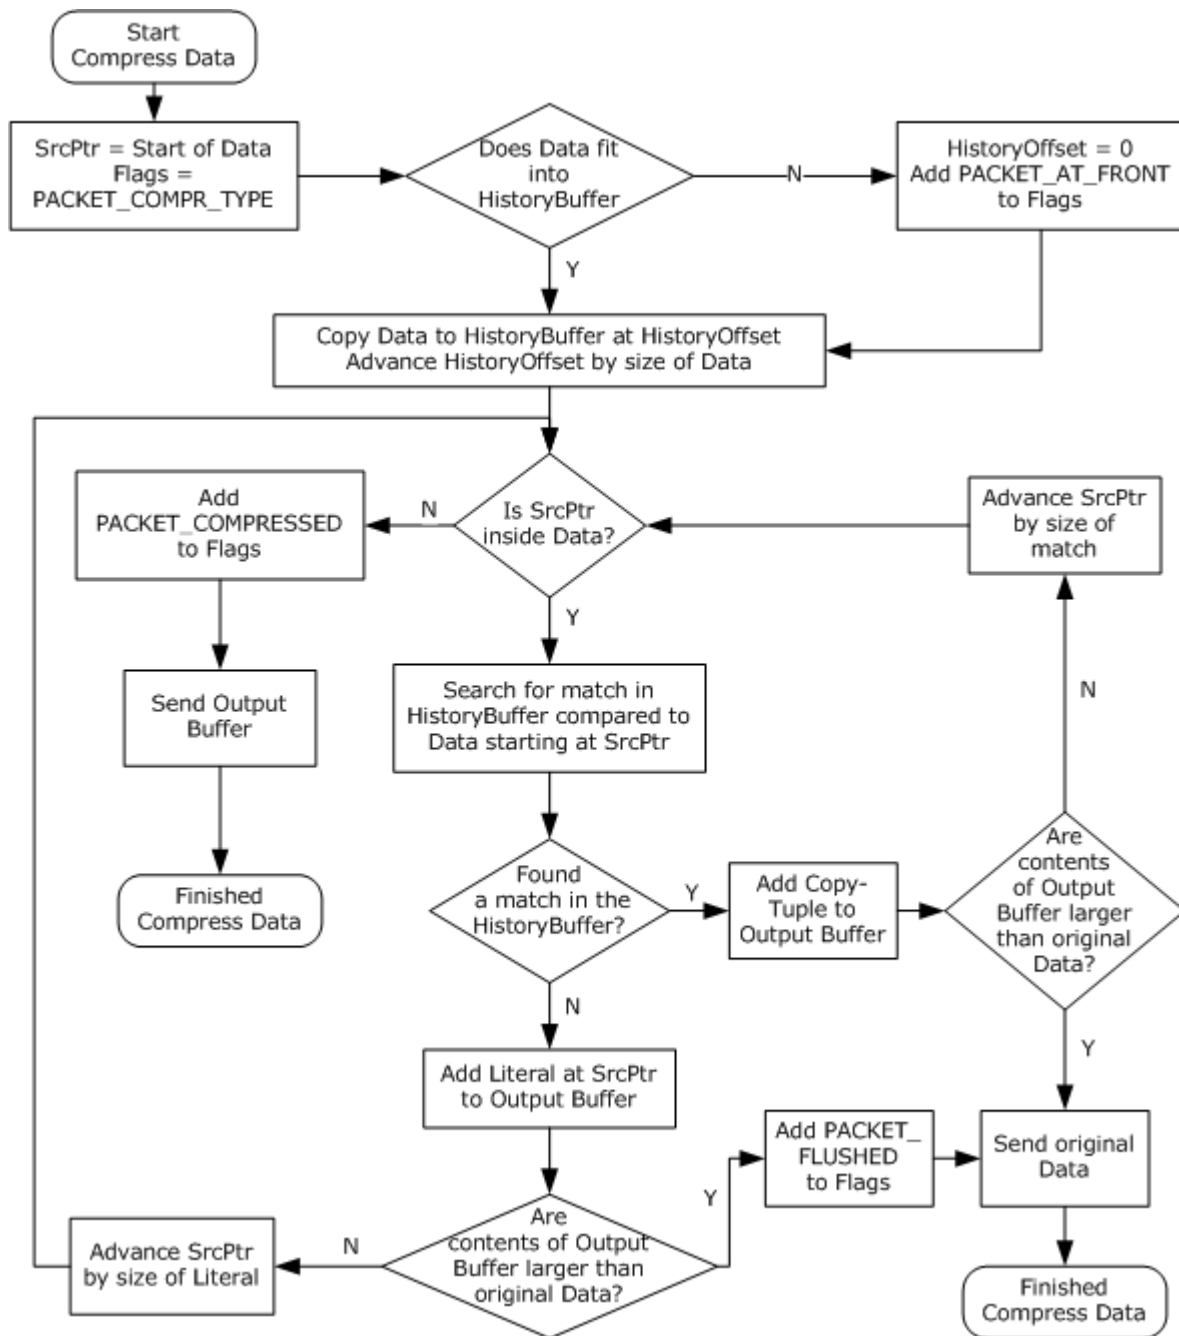 Start
Compress Data
SrcPtr = Start of Data
Flags =
PACKET_COMPR_TYPE
Does Data fit
into
HistoryBuffer
N
HistoryOffset = 0
Add PACKET_AT_FRONT
to Flags
Y
Copy Data to HistoryBuffer at HistoryOffset
Advance HistoryOffset by size of Data
Add
PACKET_COMPRESSED
to Flags
N
Is SrcPtr
inside Data?
Advance SrcPtr
by size of
match
Y
Send Output
Buffer
Search for match in
HistoryBuffer compared to
Data starting at SrcPtr
N
Finished
Compress Data
Found
a match in the
HistoryBuffer?
Y
Add Copy-
Tuple to
Output Buffer
Are
contents
of Output
Buffer larger
than original
Data?
N
Y
Add Literal at SrcPtr
to Output Buffer
Add PACKET_
FLUSHED
to Flags
Send original
Data
Y
Advance SrcPtr
by size of Literal
N
Are
contents of Output
Buffer larger than
original Data?
Finished
Compress Data